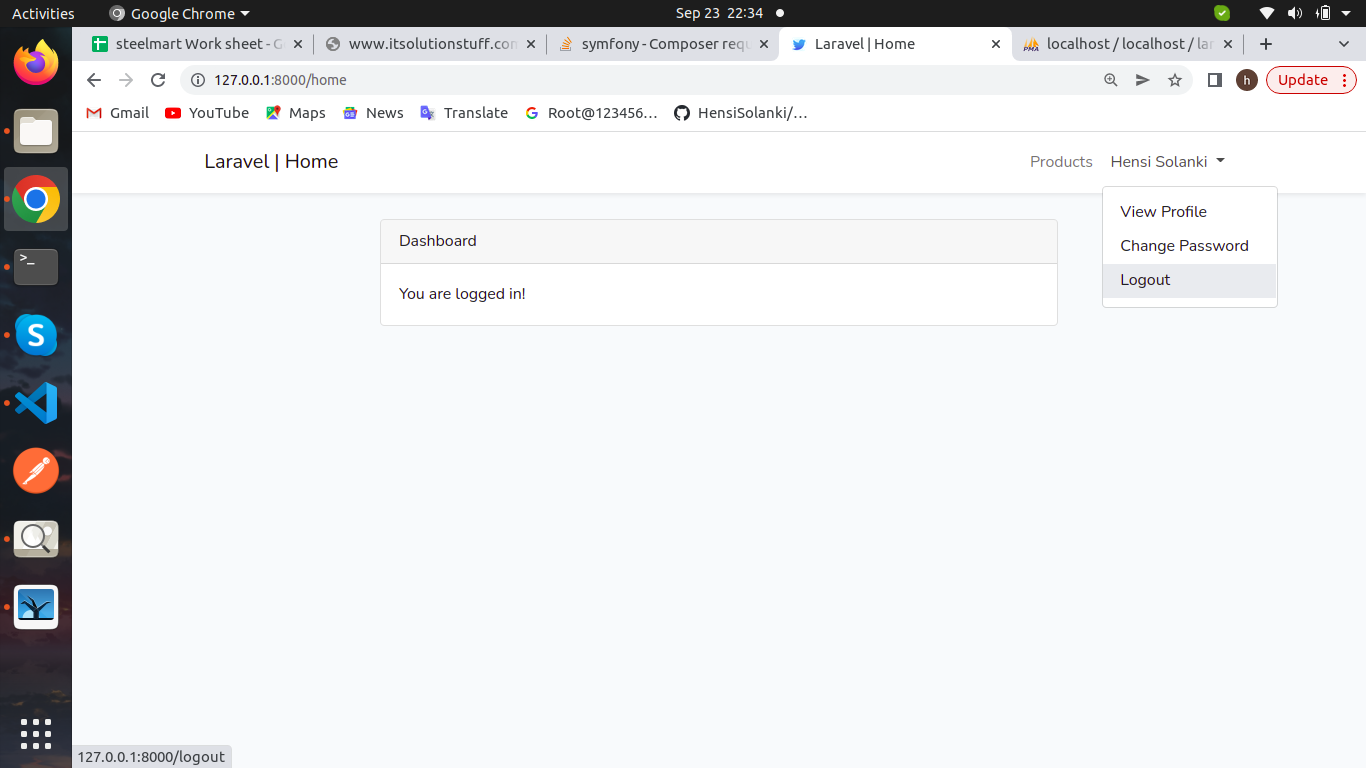 Activities Google Chrome Sep 23 22:34
steelmart Work sheet - G www.itsolutionstuff.com symfony - Composer requ Laravel | Home localhost / localhost / lar
127.0.0.1:8000/home h Update
Gmail YouTube Maps News Translate Root@123456... HensiSolanki/...
Laravel | Home Products Hensi Solanki
View Profile
Dashboard Change Password
Logout
You are logged in!
127.0.0.1:8000/logout